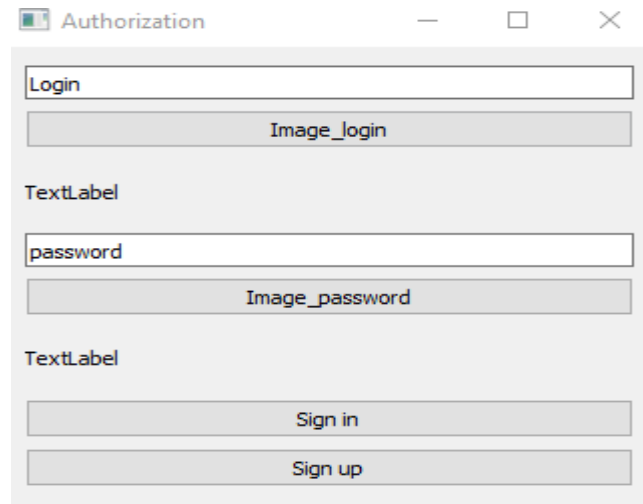 Authorization
Login
Image_login
TextLabel
password
Image_password
TextLabel
Sign in
Sign up